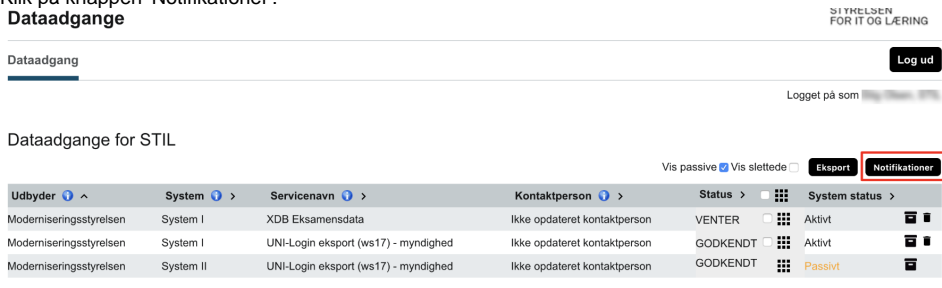 Klik på knappen 'Notifikationer'.
Dataadgange
STYRELSEN
FOR IT OG LÆRING
Dataadgang
Log ud
Logget på som
Dataadgange for STIL
Vis passive Vis slettede Eksport Notifikationer
Udbyder System Servicenavn Kontaktperson Status System status
Moderniseringsstyrelsen System I XDB Eksamensdata Ikke opdateret kontaktperson VENTER Aktivt
Moderniseringsstyrelsen System I UNI-Login eksport (ws17) - myndighed Ikke opdateret kontaktperson GODKENDT Aktivt
Moderniseringsstyrelsen System II UNI-Login eksport (ws17) - myndighed Ikke opdateret kontaktperson GODKENDT Passivt